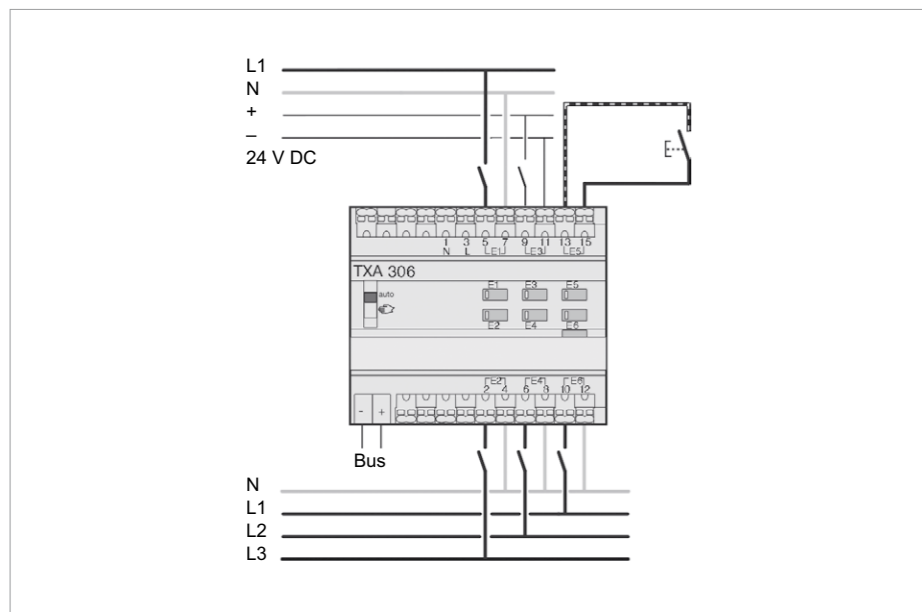 L1
N
+
–
24 V DC
1 3 5 7 9 11 13 15
N L E1 E3 E5
TXA 306
auto
E1 E3 E5
E2 E4 E6
E2 E4 E6
2 4 6 8 10 12
- +
Bus
N
L1
L2
L3